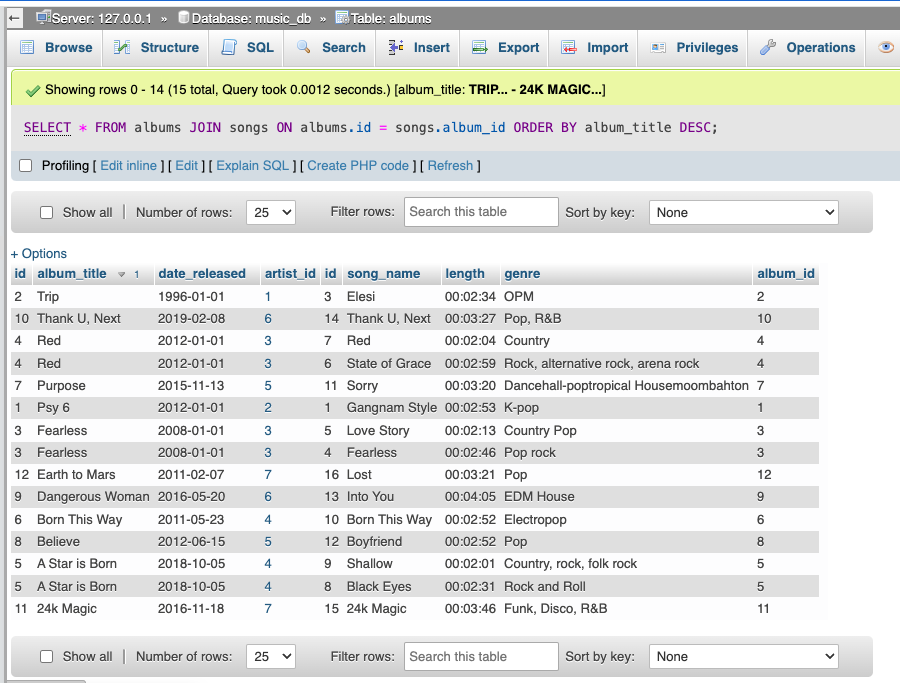 Server: 127.0.0.1 » Database: music_db » Table: albums
Browse Structure SQL Search Insert Export Import Privileges Operations
Showing rows 0 - 14 (15 total, Query took 0.0012 seconds.) [album_title: TRIP... - 24K MAGIC...]
SELECT * FROM albums JOIN songs ON albums.id = songs.album_id ORDER BY album_title DESC;
Profiling [ Edit inline ] [ Edit ] [ Explain SQL ] [ Create PHP code ] [ Refresh ]
Show all | Number of rows: 25 Filter rows: Search this table Sort by key: None
+ Options
id album_title 1 date_released artist_id id song_name length genre album_id
2 Trip 1996-01-01 1 3 Elesi 00:02:34 OPM 2
10 Thank U, Next 2019-02-08 6 14 Thank U, Next 00:03:27 Pop, R&B 10
4 Red 2012-01-01 3 7 Red 00:02:04 Country 4
4 Red 2012-01-01 3 6 State of Grace 00:02:59 Rock, alternative rock, arena rock 4
7 Purpose 2015-11-13 5 11 Sorry 00:03:20 Dancehall-poptropical Housemoombahton 7
1 Psy 6 2012-01-01 2 1 Gangnam Style 00:02:53 K-pop 1
3 Fearless 2008-01-01 3 5 Love Story 00:02:13 Country Pop 3
3 Fearless 2008-01-01 3 4 Fearless 00:02:46 Pop rock 3
12 Earth to Mars 2011-02-07 7 16 Lost 00:03:21 Pop 12
9 Dangerous Woman 2016-05-20 6 13 Into You 00:04:05 EDM House 9
6 Born This Way 2011-05-23 4 10 Born This Way 00:02:52 Electropop 6
8 Believe 2012-06-15 5 12 Boyfriend 00:02:52 Pop 8
5 A Star is Born 2018-10-05 4 9 Shallow 00:02:01 Country, rock, folk rock 5
5 A Star is Born 2018-10-05 4 8 Black Eyes 00:02:31 Rock and Roll 5
11 24k Magic 2016-11-18 7 15 24k Magic 00:03:46 Funk, Disco, R&B 11
Show all | Number of rows: 25 Filter rows: Search this table Sort by key: None